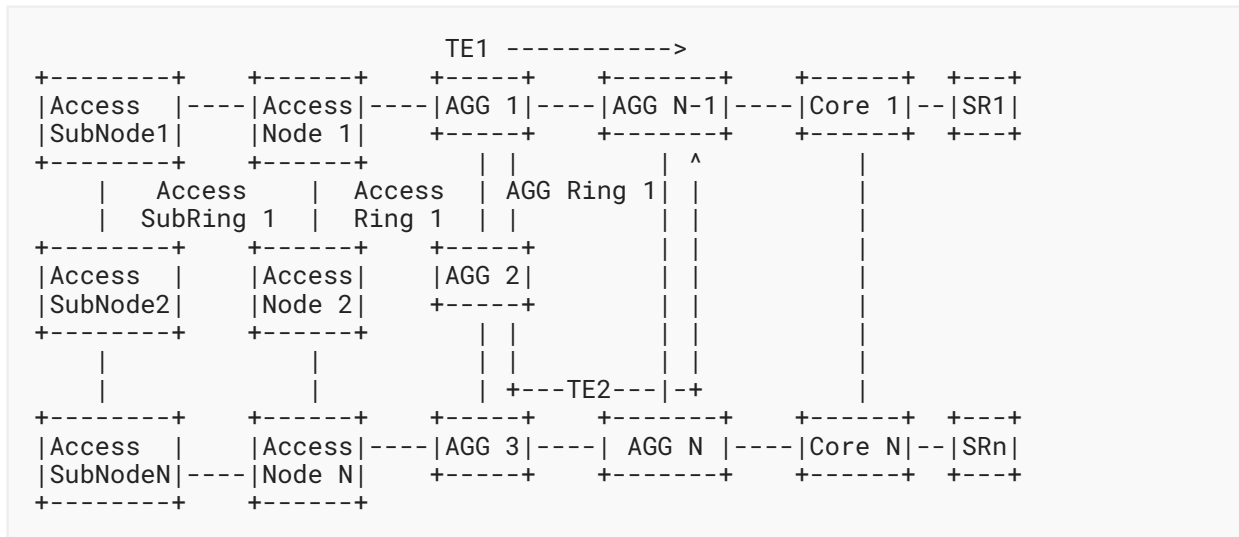 TE1 ----------->
+--------+    +------+    +-----+    +-------+    +------+  +---+
|Access  |----|Access|----|AGG 1|----|AGG N-1|----|Core 1|--|SR1|
|SubNode1|    |Node 1|    +-----+    +-------+    +------+  +---+
+--------+    +------+       | |         | ^          |
    |   Access    |  Access  | AGG Ring 1| |          |
    |  SubRing 1  |  Ring 1  | |         | |          |
+--------+    +------+    +-----+        | |          |
|Access  |    |Access|    |AGG 2|        | |          |
|SubNode2|    |Node 2|    +-----+        | |          |
+--------+    +------+       | |         | |          |
    |             |          | |         | |          |
    |             |          | +---TE2---|-+          |
+--------+    +------+    +-----+    +-------+    +------+  +---+
|Access  |    |Access|----|AGG 3|----| AGG N |----|Core N|--|SRn|
|SubNodeN|----|Node N|    +-----+    +-------+    +------+  +---+
+--------+    +------+